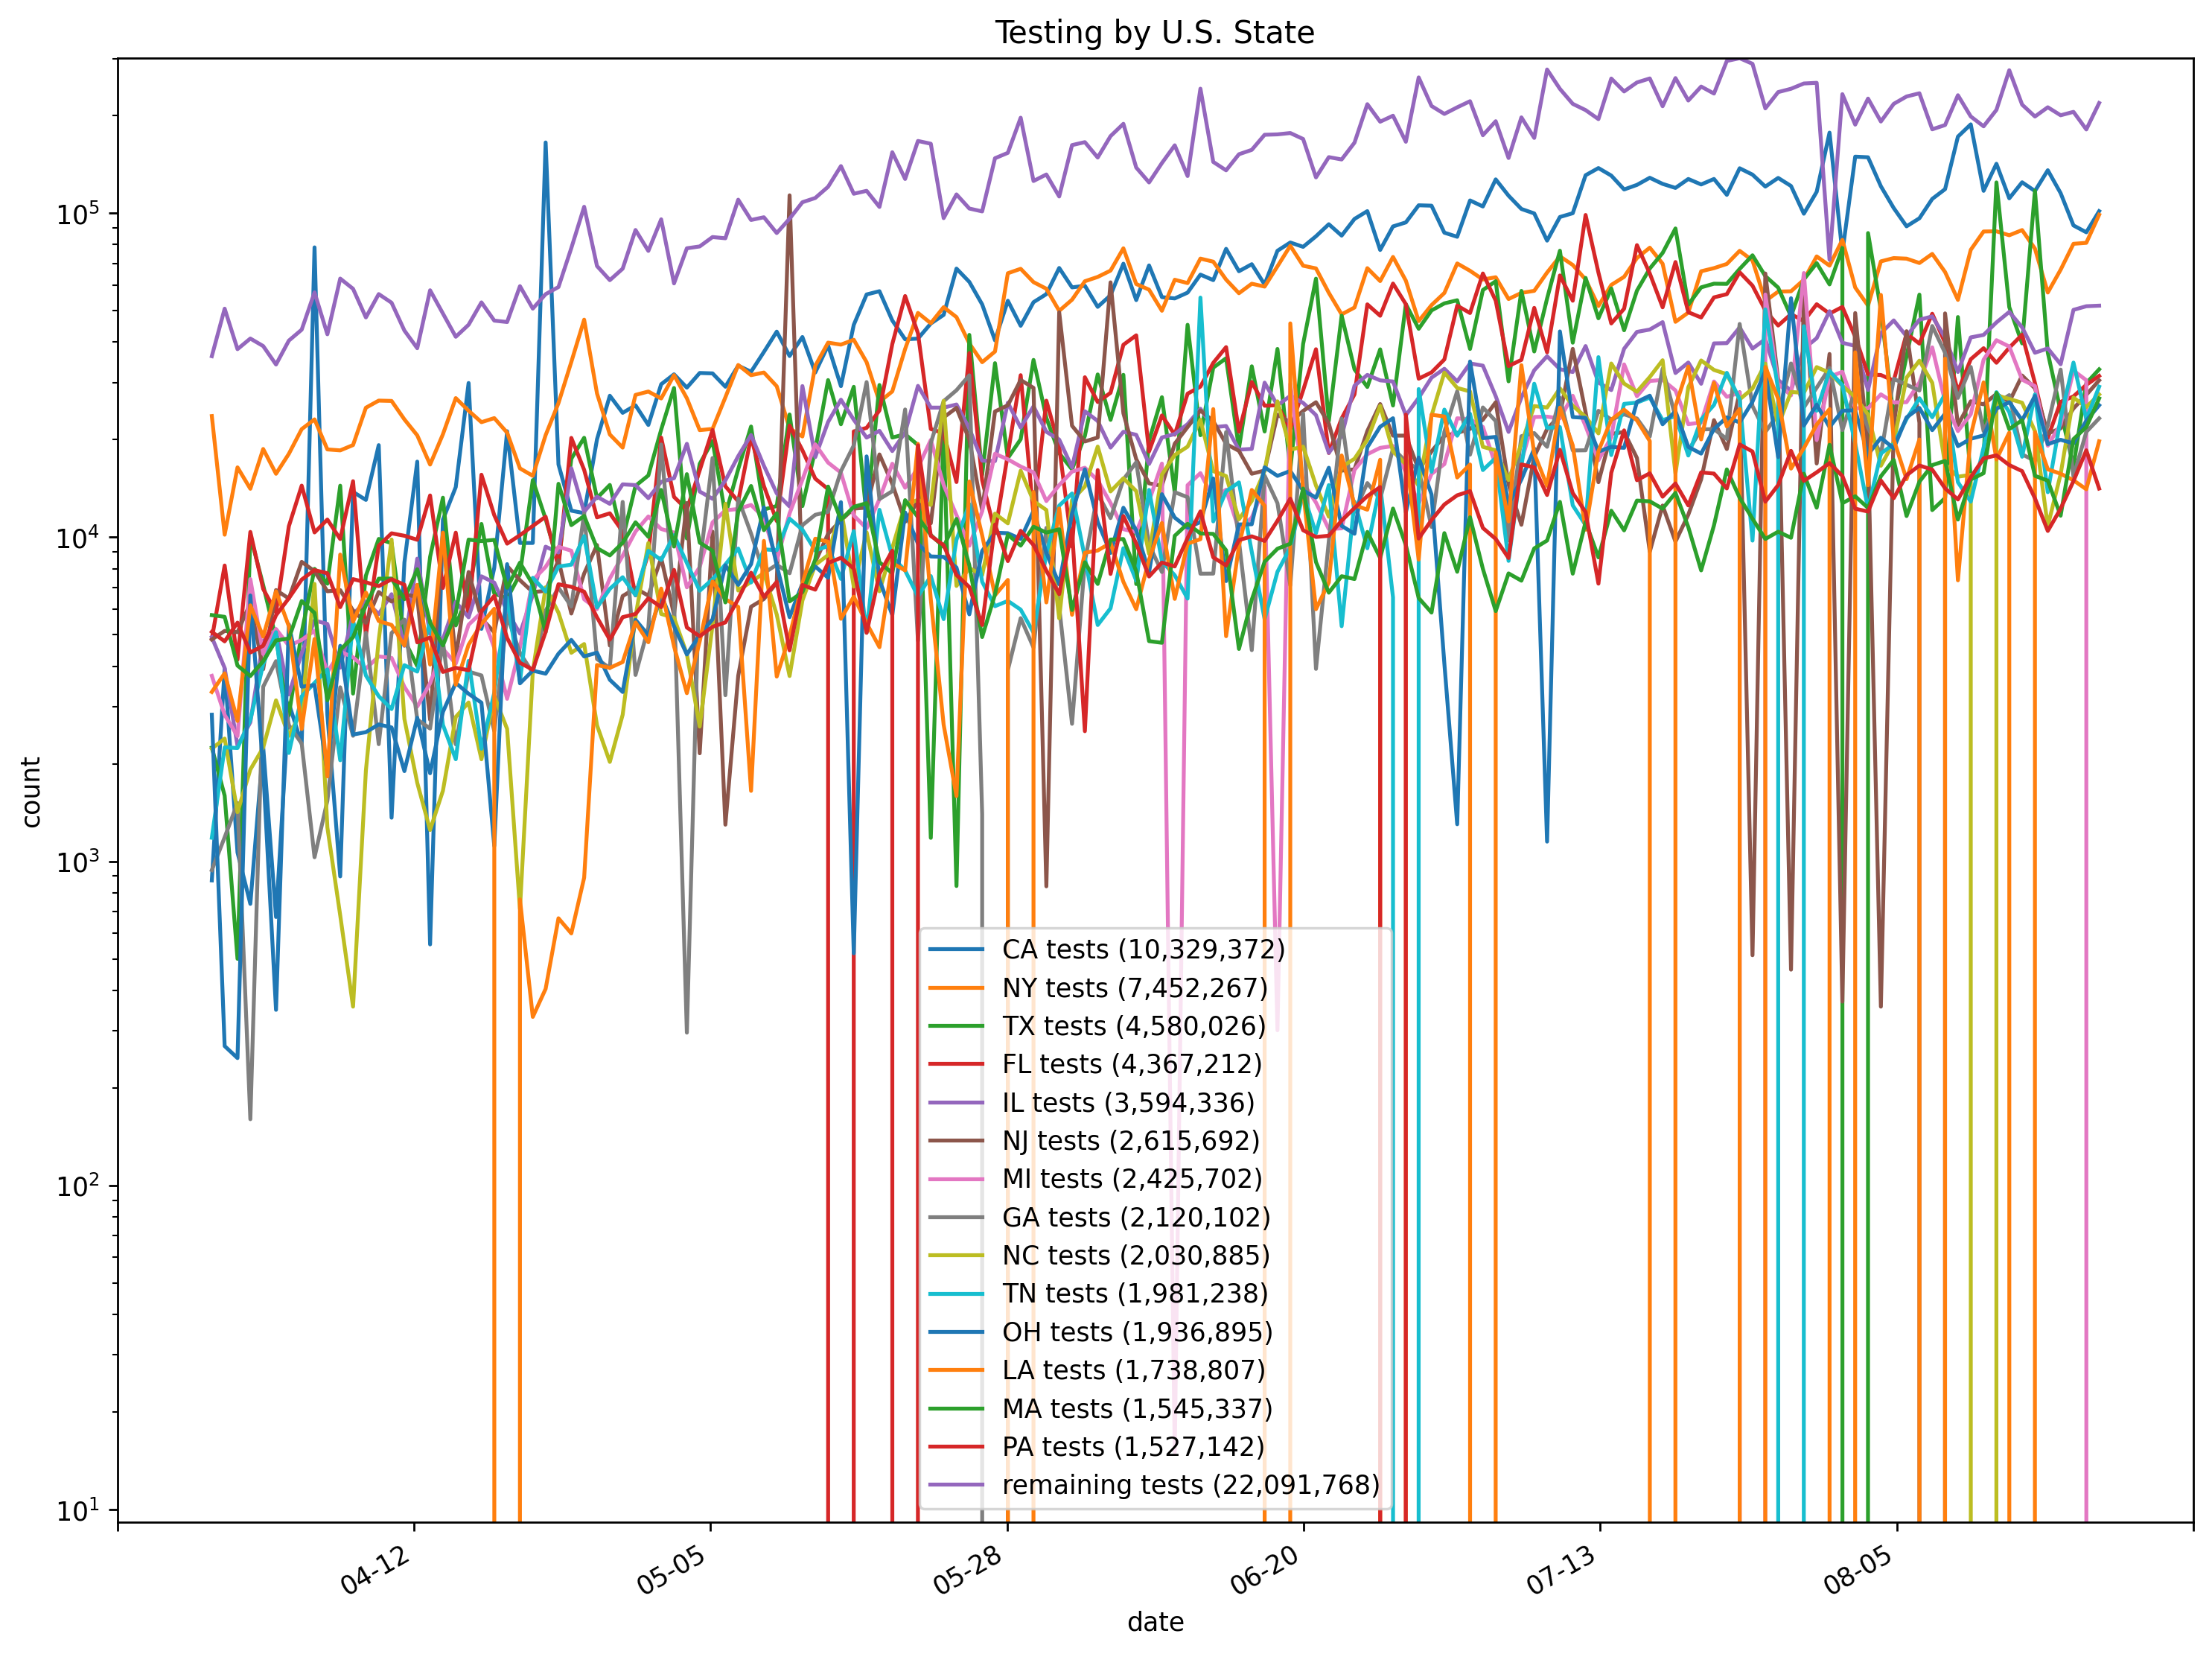 Testing by U.S. State
10^5
10^4
10^3
10^2
10^1
count
CA tests (10,329,372)
NY tests (7,452,267)
TX tests (4,580,026)
FL tests (4,367,212)
IL tests (3,594,336)
NJ tests (2,615,692)
MI tests (2,425,702)
GA tests (2,120,102)
NC tests (2,030,885)
TN tests (1,981,238)
OH tests (1,936,895)
LA tests (1,738,807)
MA tests (1,545,337)
PA tests (1,527,142)
remaining tests (22,091,768)
04-12
05-05
05-28
06-20
07-13
08-05
date